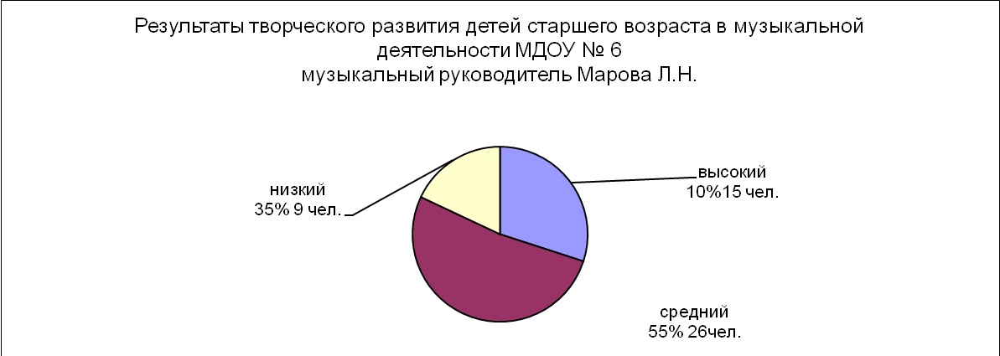 Результаты творческого развития детей старшего возраста в музыкальной
деятельности МДОУ № 6
музыкальный руководитель Марова Л.Н.
высокий
10%15 чел.
низкий
35% 9 чел.
средний
55% 26чел.